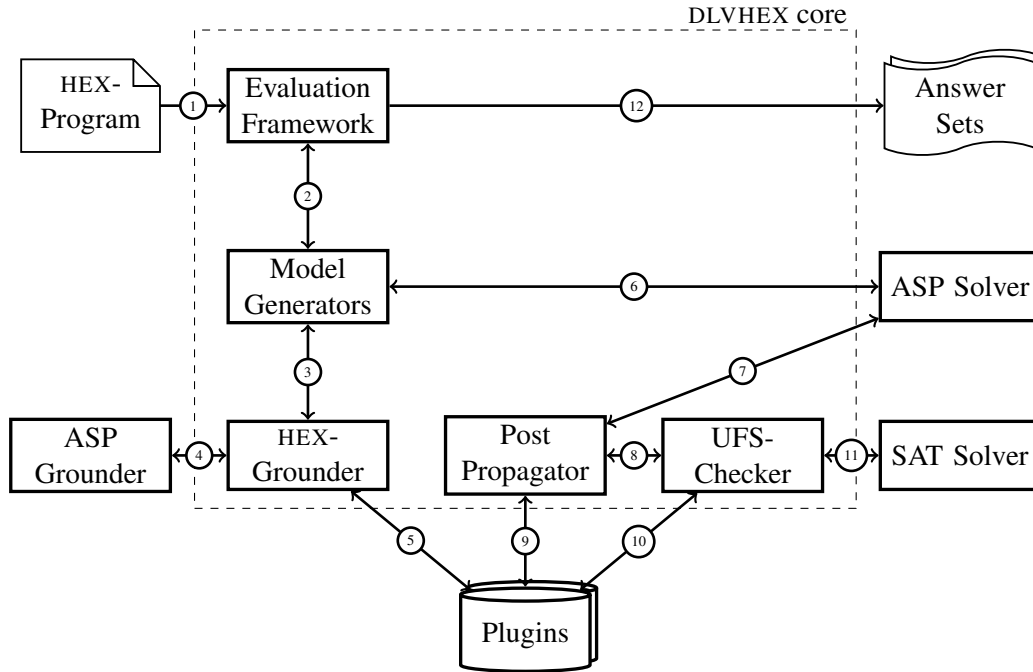 DLVHEX core
HEX-
Program
1
Evaluation
Framework
12
Answer
Sets
2
Model
Generators
6
ASP Solver
3
7
ASP
Grounder
4
HEX-
Grounder
Post
Propagator
8
UFS-
Checker
11
SAT Solver
5
9
10
Plugins